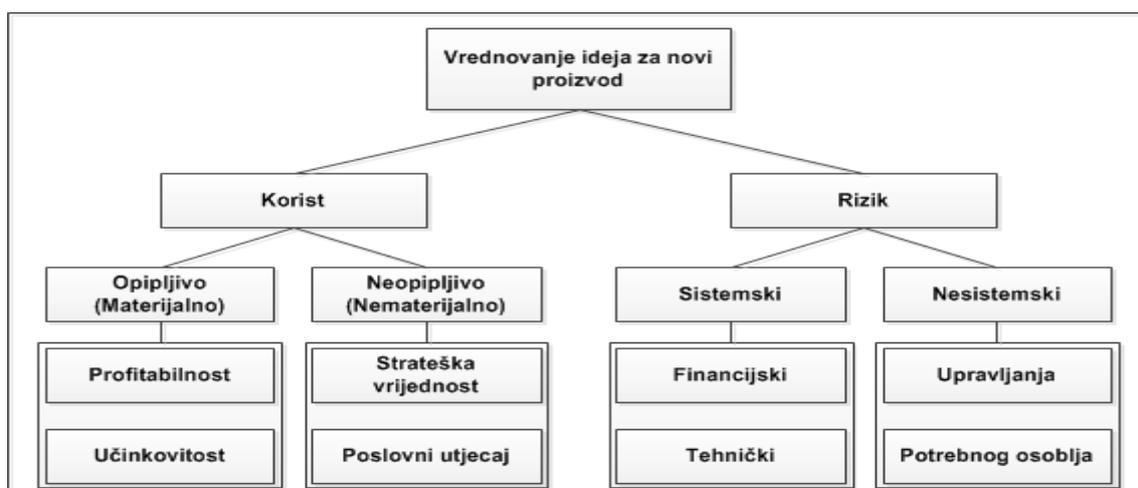 Vrednovanje ideja za novi
proizvod
Korist
Rizik
Opipljivo
(Materijalno)
Neopipljivo
(Nematerijalno)
Sistemski
Nesistemski
Profitabilnost
Strateška
vrijednost
Financijski
Upravljanja
Učinkovitost
Poslovni utjecaj
Tehnički
Potrebnog osoblja